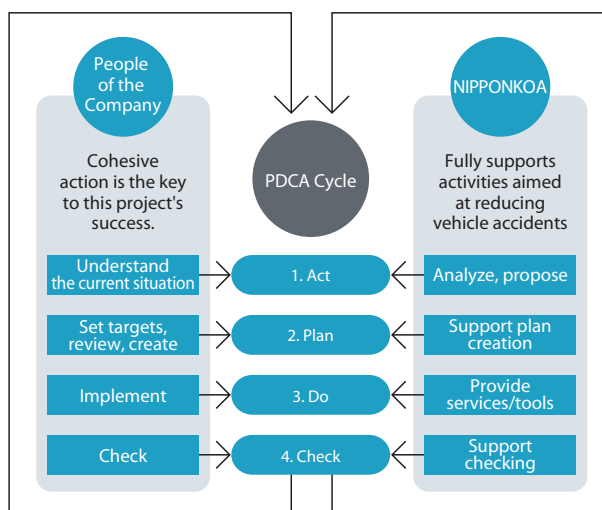 People
of the
Company
NIPPONKOA
PDCA Cycle
Cohesive
action is the key
to this project's
success.
Fully supports
activities aimed
at reducing
vehicle accidents
Understand
the current situation
1. Act
Analyze, propose
Set targets,
review, create
2. Plan
Support plan
creation
Implement
3. Do
Provide
services/tools
Check
4. Check
Support
checking